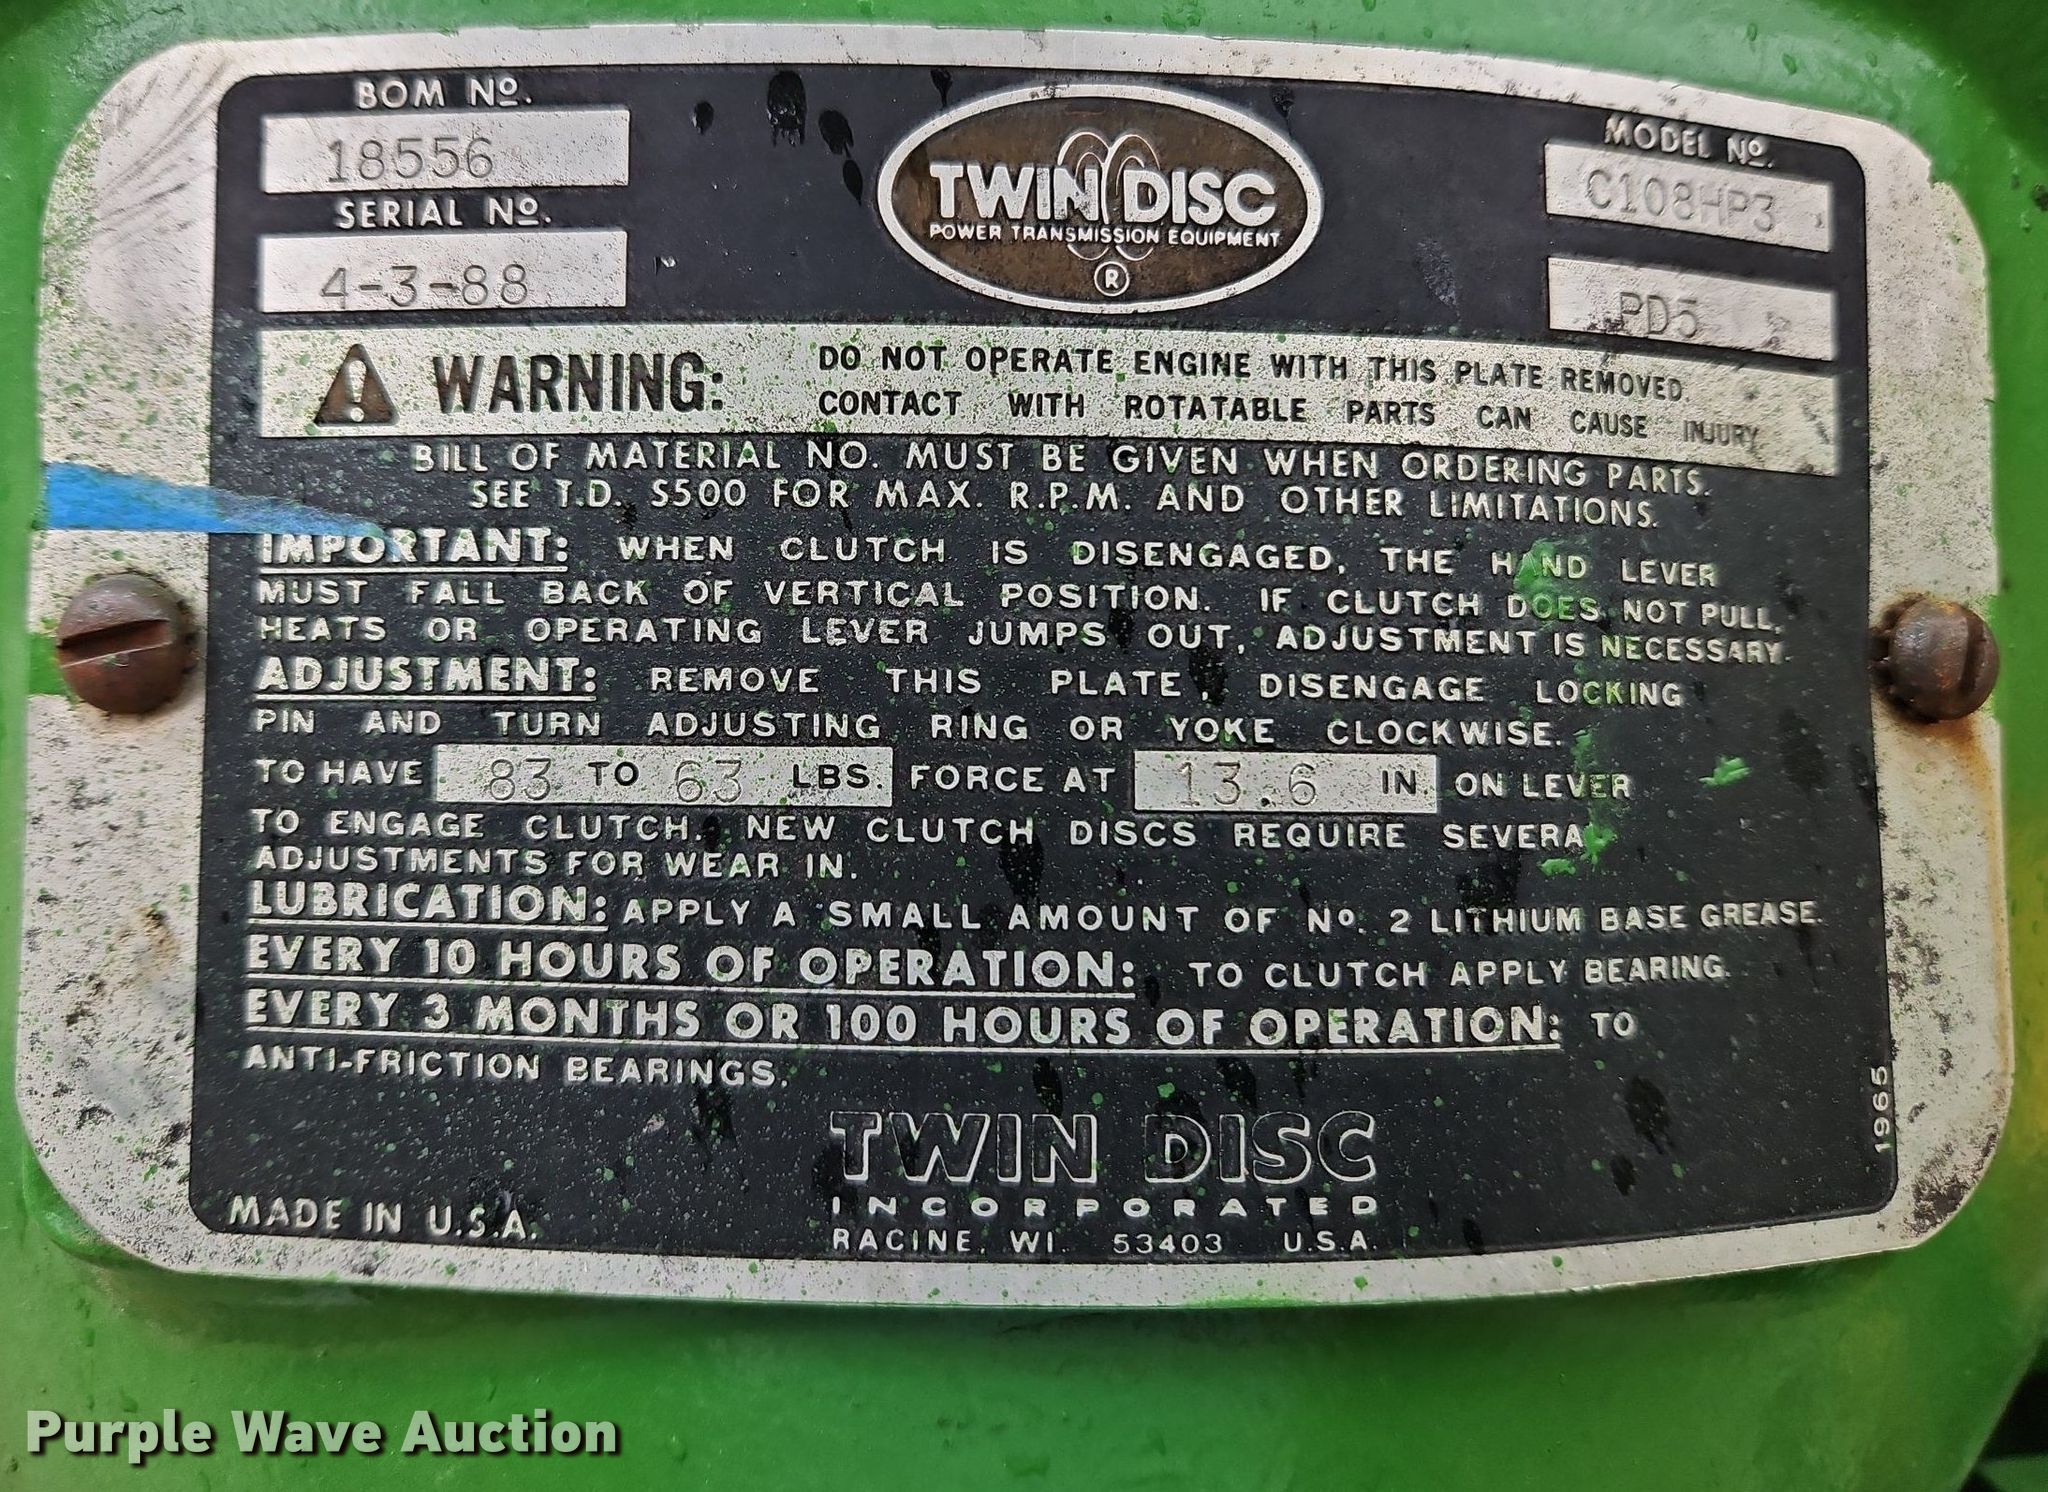 BOM No.
18556
SERIAL No.
4-3-88
TWIN DISC
POWER TRANSMISSION EQUIPMENT
®
MODEL No.
C108HP3
PD5
WARNING: DO NOT OPERATE ENGINE WITH THIS PLATE REMOVED
CONTACT WITH ROTATABLE PARTS CAN CAUSE INJURY
BILL OF MATERIAL NO. MUST BE GIVEN WHEN ORDERING PARTS.
SEE T.D. S500 FOR MAX. R.P.M. AND OTHER LIMITATIONS.
IMPORTANT: WHEN CLUTCH IS DISENGAGED, THE HAND LEVER
MUST FALL BACK OF VERTICAL POSITION. IF CLUTCH DOES NOT PULL,
HEATS OR OPERATING LEVER JUMPS OUT, ADJUSTMENT IS NECESSARY.
ADJUSTMENT: REMOVE THIS PLATE, DISENGAGE LOCKING
PIN AND TURN ADJUSTING RING OR YOKE CLOCKWISE.
TO HAVE 83 TO 63 LBS. FORCE AT 13.6 IN. ON LEVER
TO ENGAGE CLUTCH. NEW CLUTCH DISCS REQUIRE SEVERA
ADJUSTMENTS FOR WEAR IN.
LUBRICATION: APPLY A SMALL AMOUNT OF No. 2 LITHIUM BASE GREASE.
EVERY 10 HOURS OF OPERATION: TO CLUTCH APPLY BEARING.
EVERY 3 MONTHS OR 100 HOURS OF OPERATION: TO
ANTI-FRICTION BEARINGS.
1965
TWIN DISC
INCORPORATED
RACINE, WI. 53403 U.S.A.
MADE IN U.S.A.
Purple Wave Auction